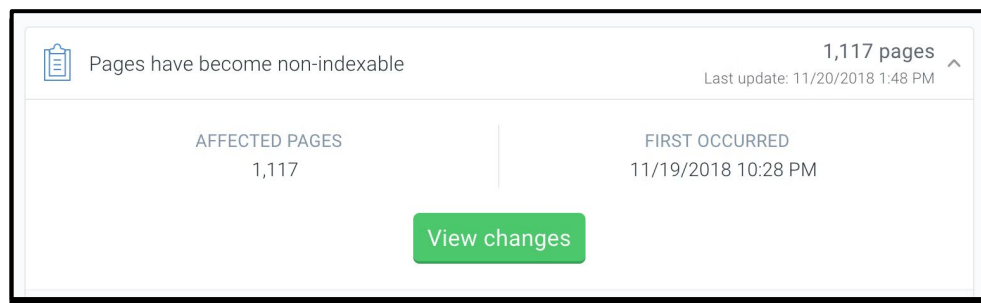 Pages have become non-indexable
1,117 pages
Last update: 11/20/2018 1:48 PM
AFFECTED PAGES
1,117
FIRST OCCURRED
11/19/2018 10:28 PM
View changes